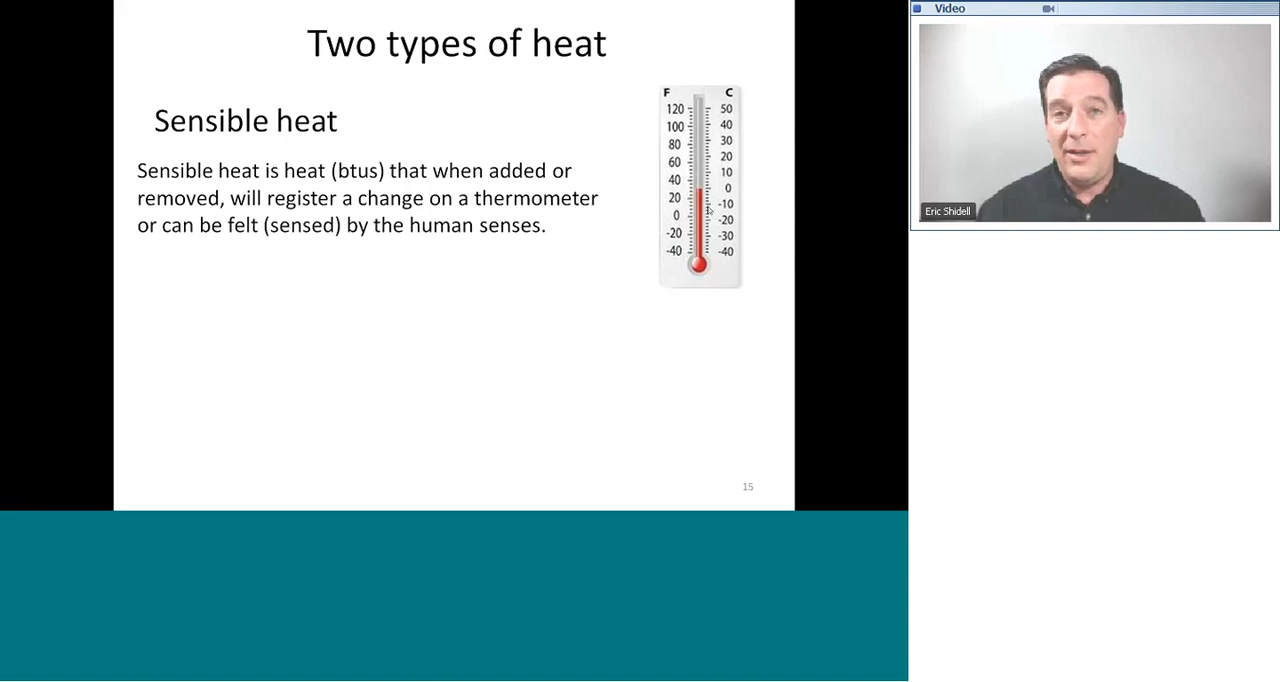 Two types of heat
Sensible heat
Sensible heat is heat (btus) that when added or
removed, will register a change on a thermometer
or can be felt (sensed) by the human senses.
F C
120 50
100 40
80 30
60 20
40 10
20 0
0 -10
-20 -20
-40 -30
-40
15
Video
Eric Shidell